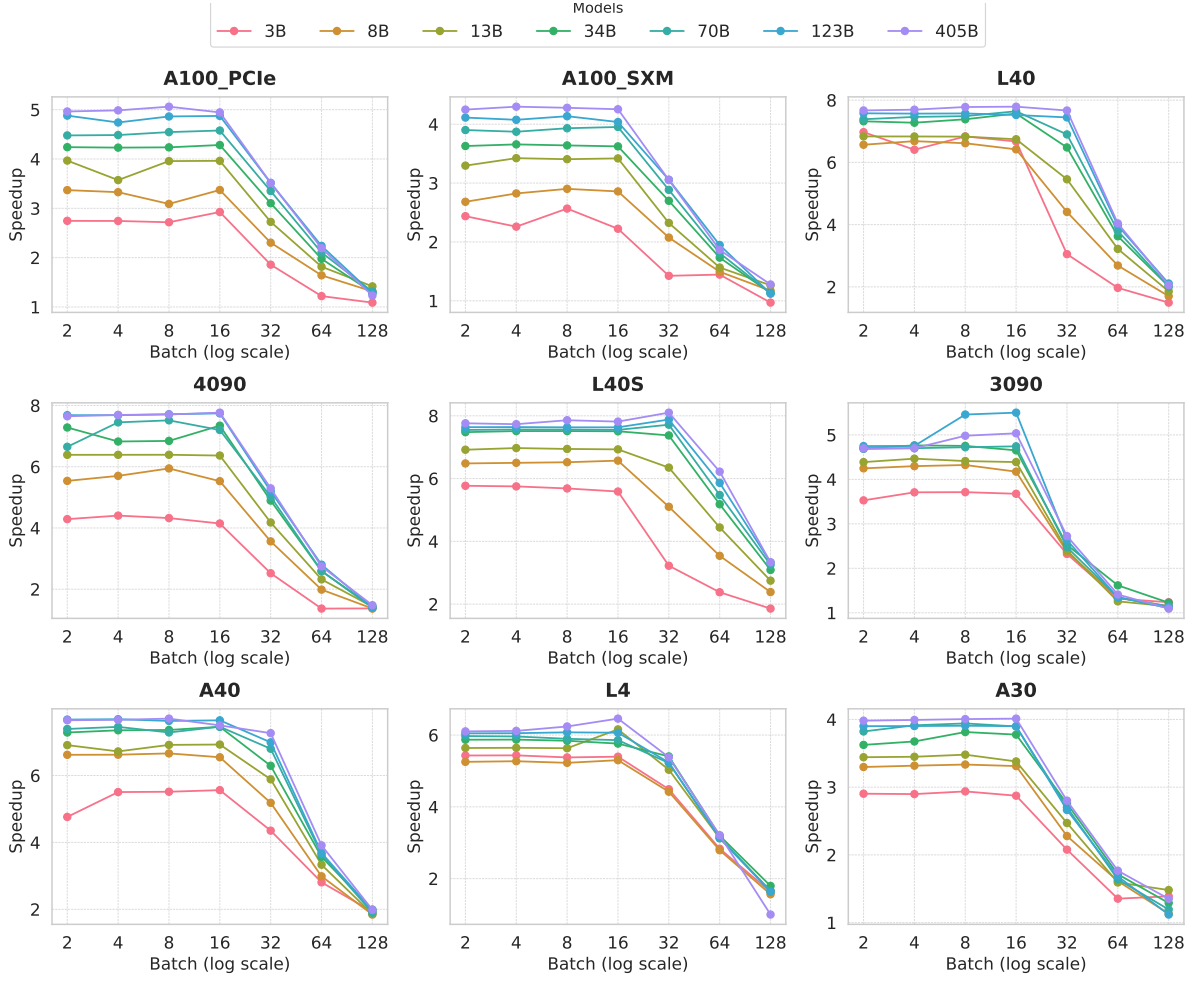 Models
3B 8B 13B 34B 70B 123B 405B
A100_PCIe A100_SXM L40
5 4 3 2 1
4 3 2 1
8 6 4 2
Speedup Speedup Speedup
2 4 8 16 32 64 128 2 4 8 16 32 64 128 2 4 8 16 32 64 128
Batch (log scale) Batch (log scale) Batch (log scale)
4090 L40S 3090
8 6 4 2
8 6 4 2
5 4 3 2 1
Speedup Speedup Speedup
2 4 8 16 32 64 128 2 4 8 16 32 64 128 2 4 8 16 32 64 128
Batch (log scale) Batch (log scale) Batch (log scale)
A40 L4 A30
6 4 2
6 4 2
4 3 2 1
Speedup Speedup Speedup
2 4 8 16 32 64 128 2 4 8 16 32 64 128 2 4 8 16 32 64 128
Batch (log scale) Batch (log scale) Batch (log scale)